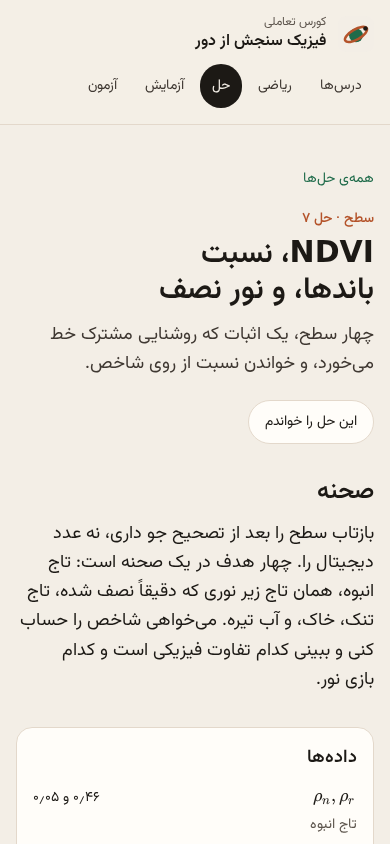 کورس تعاملی
فیزیک سنجش از دور
درس‌ها
ریاضی
حل
آزمایش
آزمون
همه‌ی حل‌ها
سطح · حل ۷
NDVI، نسبت
باندها، و نور نصف
چهار سطح، یک اثبات که روشنایی مشترک خط
می‌خورد، و خواندن نسبت از روی شاخص.
این حل را خواندم
صحنه
بازتاب سطح را بعد از تصحیح جو داری، نه عدد
دیجیتال را. چهار هدف در یک صحنه است: تاج
انبوه، همان تاج زیر نوری که دقیقاً نصف شده، تاج
تنک، خاک، و آب تیره. می‌خواهی شاخص را حساب
کنی و ببینی کدام تفاوت فیزیکی است و کدام
بازی نور.
داده‌ها
ρn, ρr
۰٫۴۶ و ۰٫۰۵
تاج انبوه